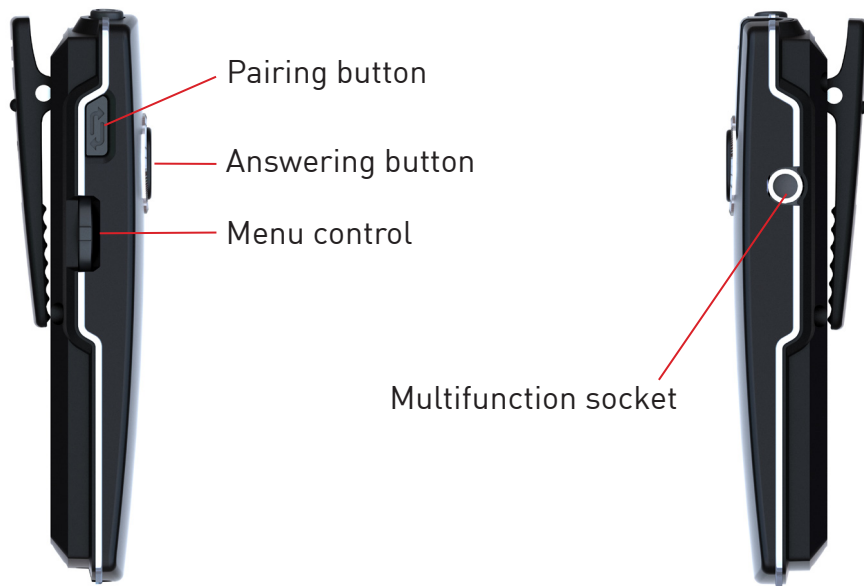 Pairing button
Answering button
Menu control
Multifunction socket